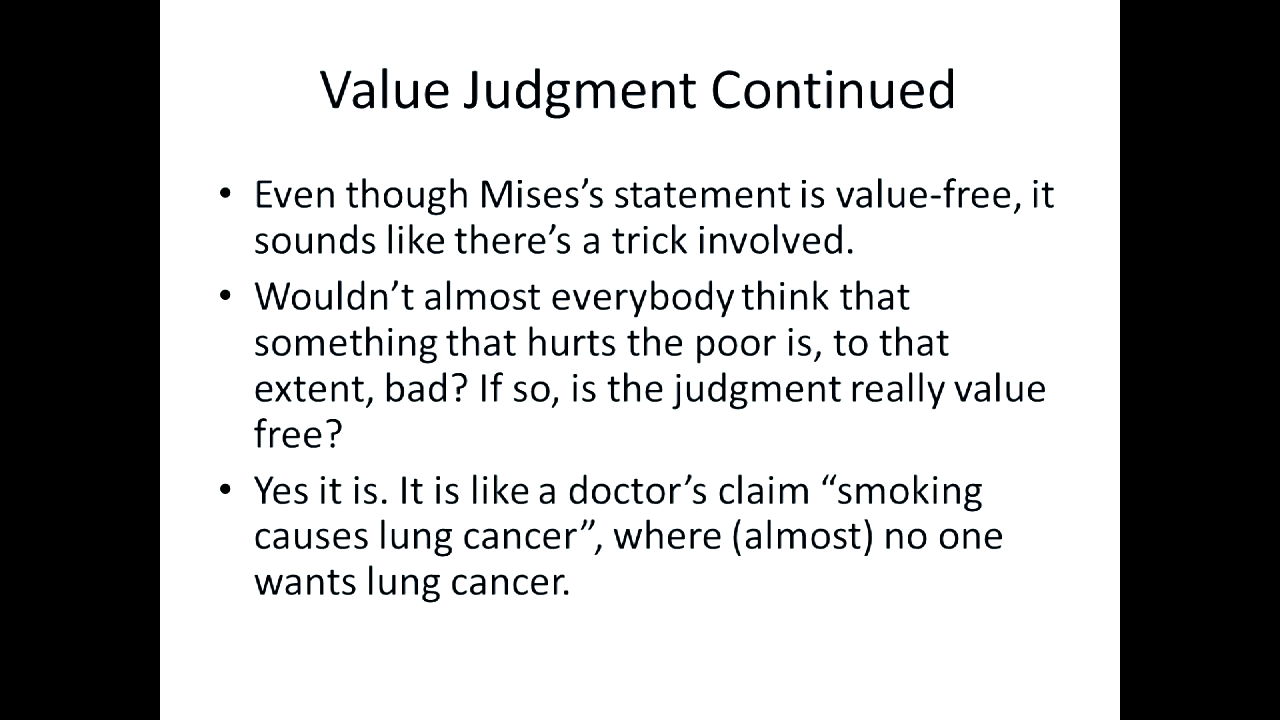 Value Judgment Continued
• Even though Mises’s statement is value-free, it
sounds like there’s a trick involved.
• Wouldn’t almost everybody think that
something that hurts the poor is, to that
extent, bad? If so, is the judgment really value
free?
• Yes it is. It is like a doctor’s claim “smoking
causes lung cancer”, where (almost) no one
wants lung cancer.